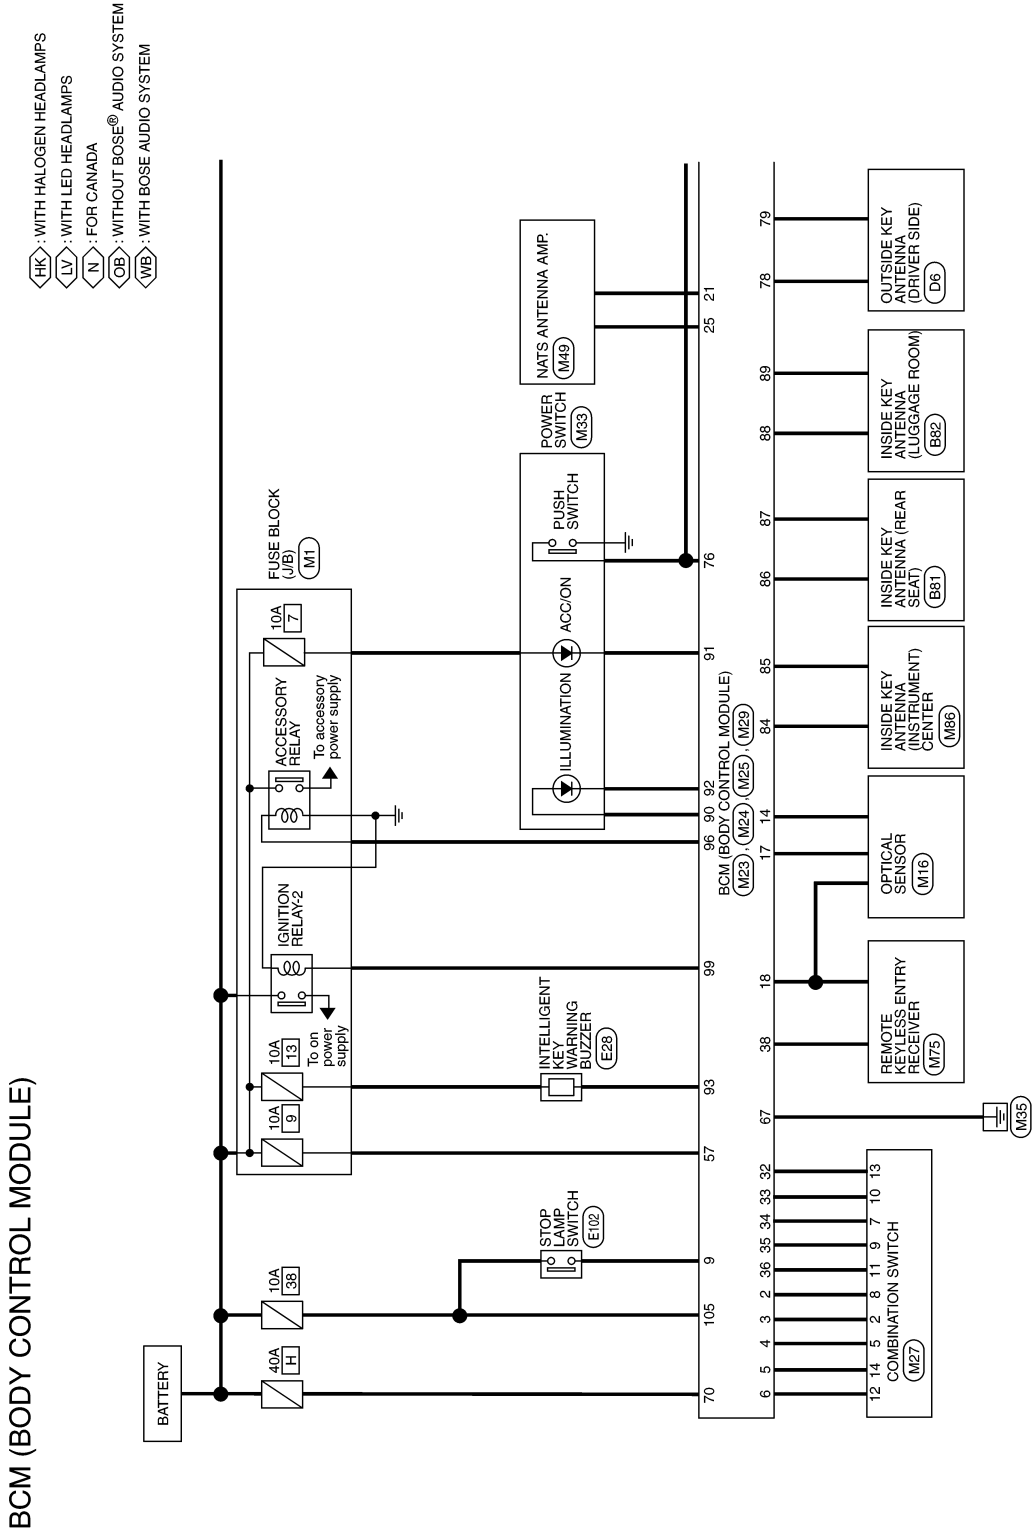 BCM (BODY CONTROL MODULE)
HK : WITH HALOGEN HEADLAMPS
LV : WITH LED HEADLAMPS
N : FOR CANADA
OB : WITHOUT BOSE® AUDIO SYSTEM
WB : WITH BOSE AUDIO SYSTEM
BATTERY
40A
H
10A
38
10A
9
10A
13
To on
power
supply
IGNITION
RELAY-2
ACCESSORY
RELAY
To accessory
power supply
10A
7
FUSE BLOCK
(J/B)
M1
STOP
LAMP
SWITCH
E102
INTELLIGENT
KEY
WARNING
BUZZER
E28
ILLUMINATION
ACC/ON
PUSH
SWITCH
POWER
SWITCH
M33
NATS ANTENNA AMP.
M49
70
105
9
57
93
99
96
90
92
91
76
25
21
BCM (BODY CONTROL MODULE)
M23 , M24 , M25 , M29
6
5
4
3
2
36
35
34
33
32
67
38
18
17
14
84
85
86
87
88
89
78
79
12
14
5
2
8
11
9
7
10
13
COMBINATION SWITCH
M27
M35
REMOTE
KEYLESS ENTRY
RECEIVER
M75
OPTICAL
SENSOR
M16
INSIDE KEY
ANTENNA
(INSTRUMENT)
CENTER
M86
INSIDE KEY
ANTENNA (REAR
SEAT)
B81
INSIDE KEY
ANTENNA
(LUGGAGE ROOM)
B82
OUTSIDE KEY
ANTENNA
(DRIVER SIDE)
D6